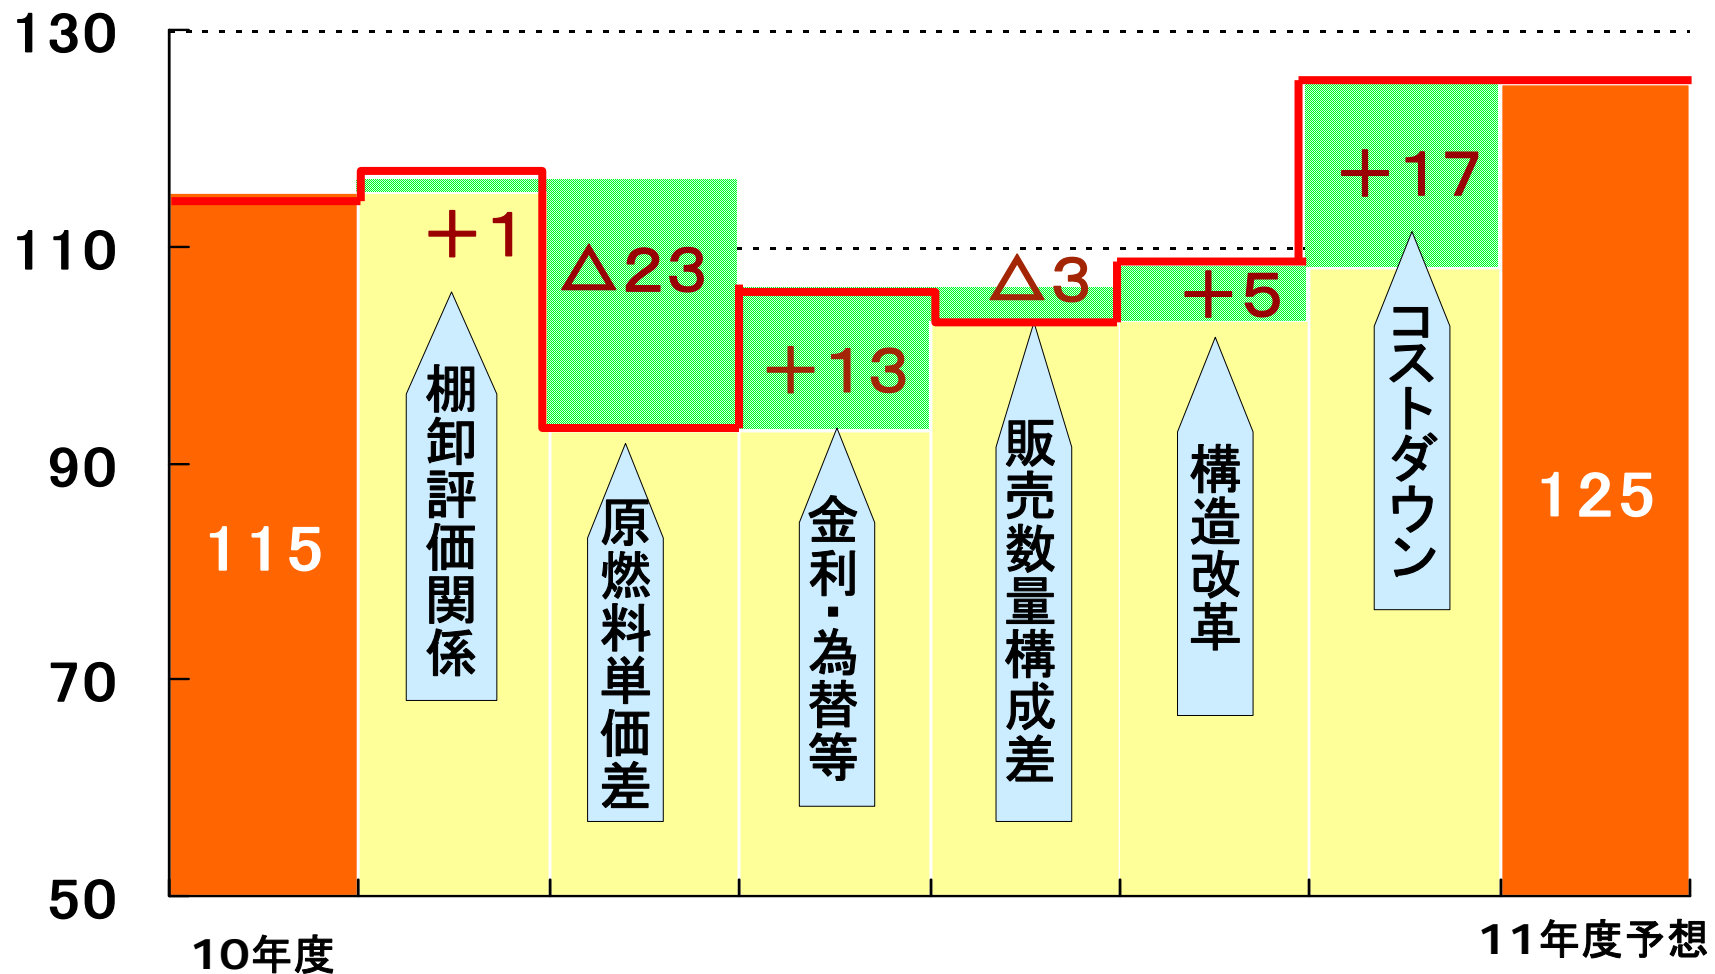 130
110
90
70
50
115
+1
棚卸評価関係
△23
原燃料単価差
+13
金利・為替等
△3
販売数量構成差
+5
構造改革
+17
コストダウン
125
10年度
11年度予想